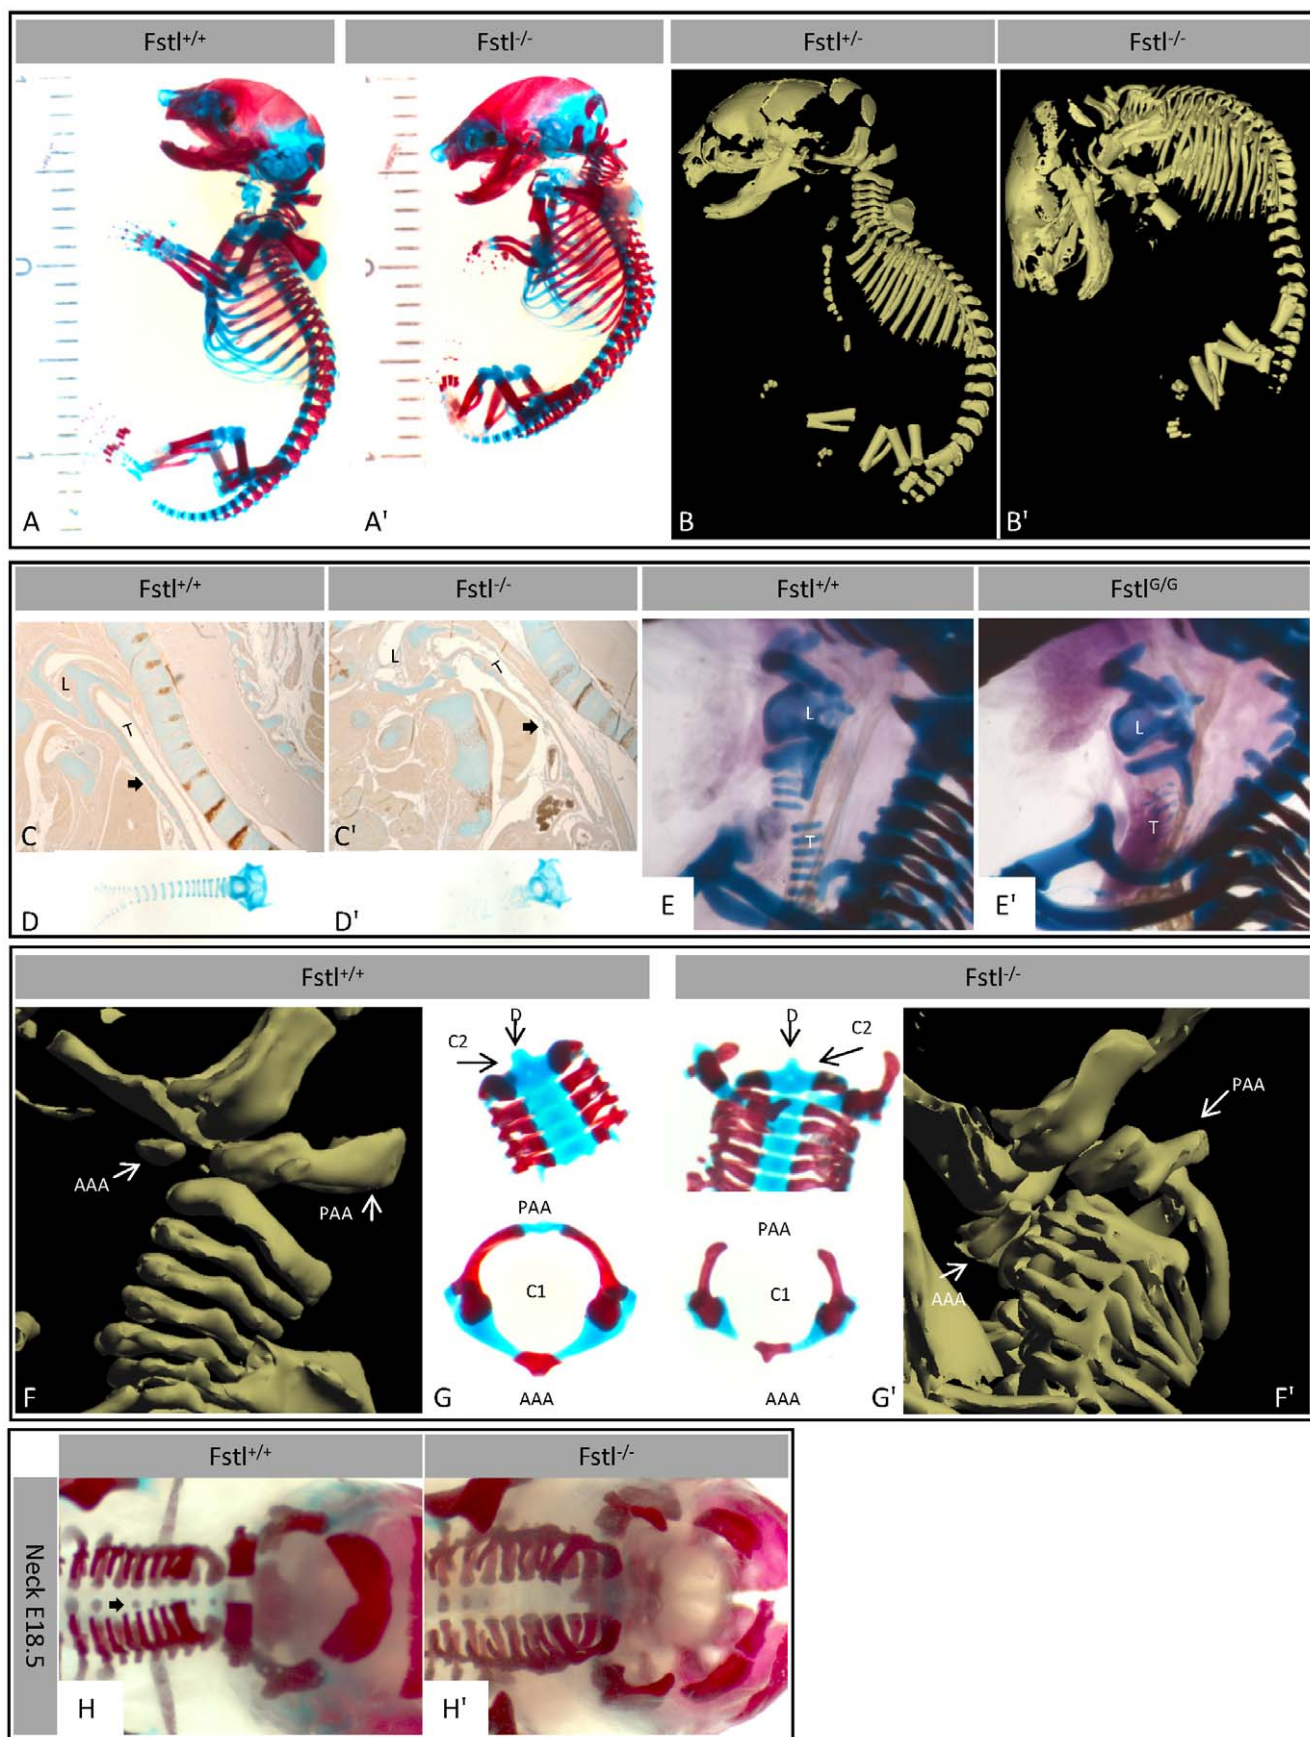 Fstl+/+ Fstl-/- Fstl+/- Fstl-/-
A A' B B'
Fstl+/+ Fstl-/- Fstl+/+ FstlG/G
L T L T L L
C C' T T
D D' E E'
Fstl+/+ Fstl-/-
D D
C2 C2
PAA
AAA
PAA PAA PAA
C1 C1
AAA
F G AAA AAA G' F'
Fstl+/+ Fstl-/-
Neck E18.5
H H'